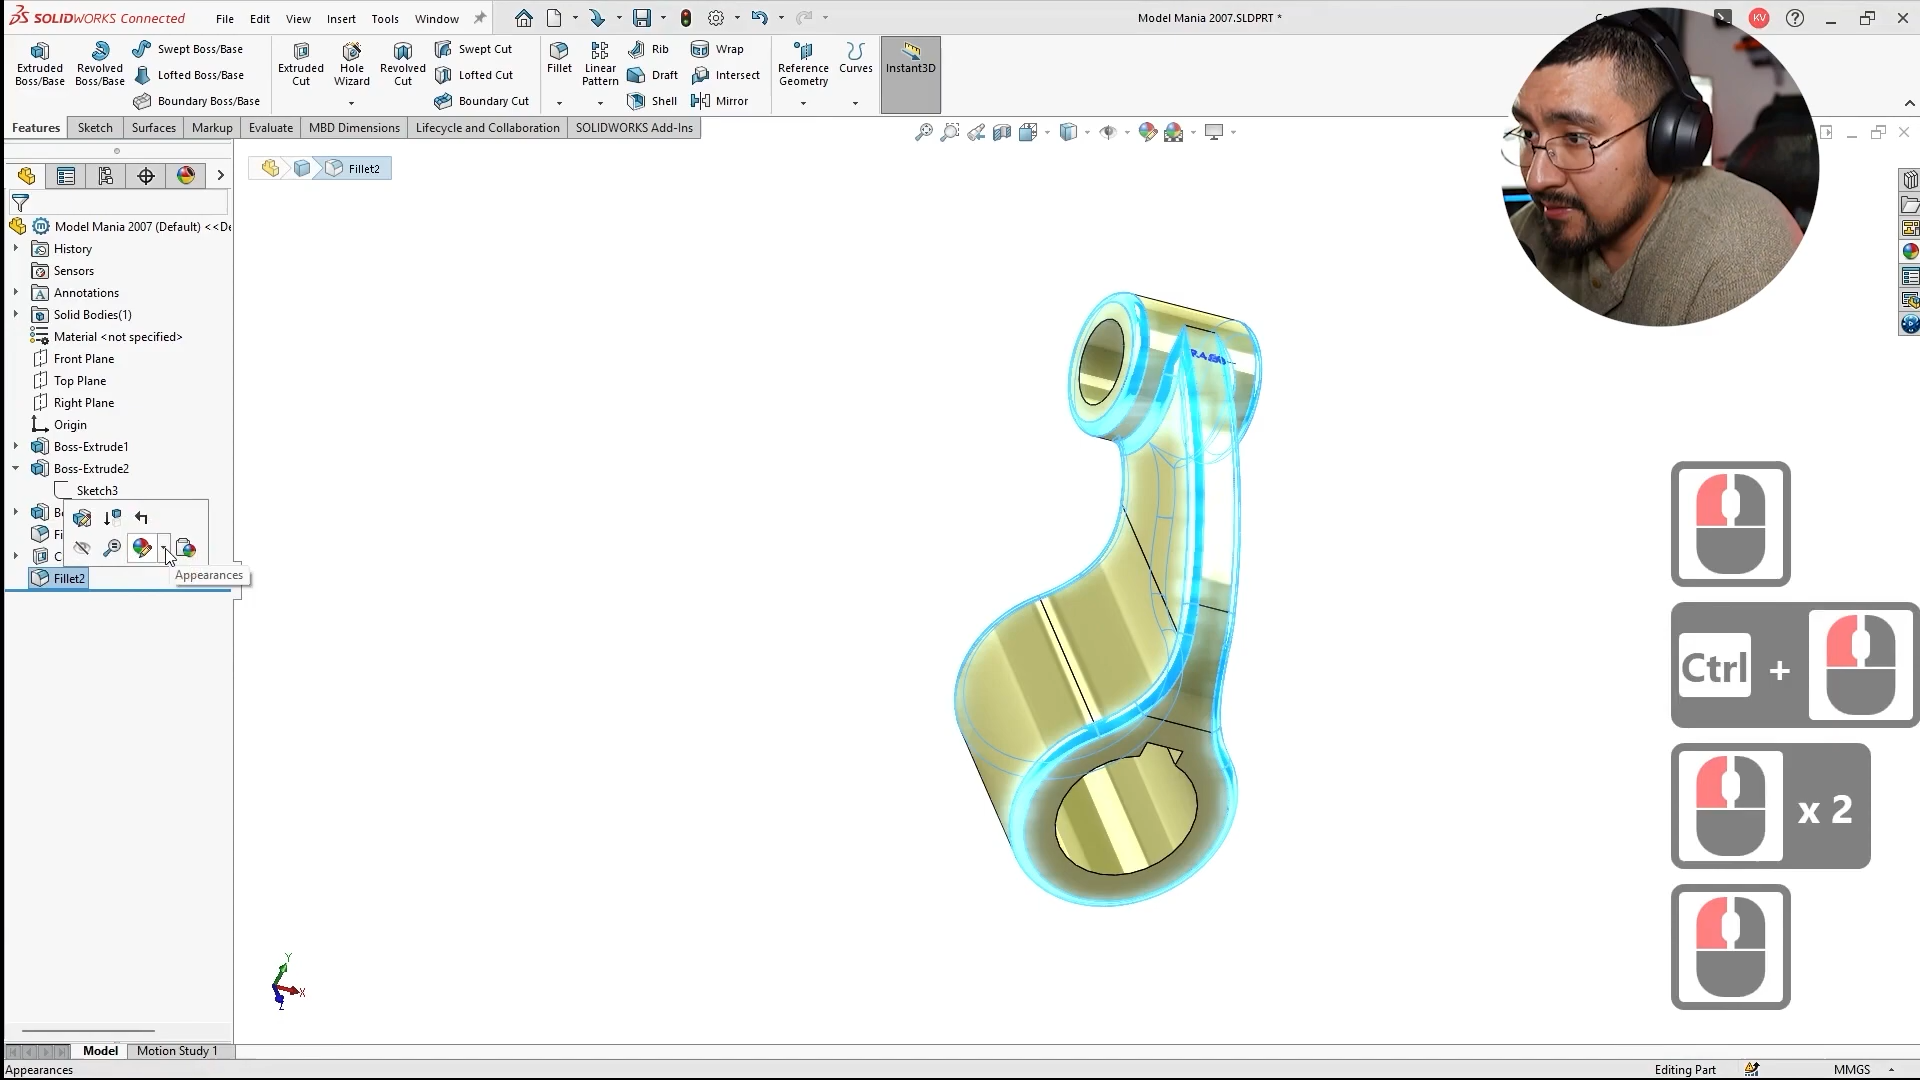 SOLIDWORKS Connected
File Edit View Insert Tools Window
Model Mania 2007.SLDPRT *
KV
Extruded Boss/Base
Revolved Boss/Base
Swept Boss/Base
Lofted Boss/Base
Boundary Boss/Base
Extruded Cut
Hole Wizard
Revolved Cut
Swept Cut
Lofted Cut
Boundary Cut
Fillet
Linear Pattern
Rib
Draft
Shell
Wrap
Intersect
Mirror
Reference Geometry
Curves
Instant3D
Features Sketch Surfaces Markup Evaluate MBD Dimensions Lifecycle and Collaboration SOLIDWORKS Add-Ins
Fillet2
Model Mania 2007 (Default) <<De
History
Sensors
Annotations
Solid Bodies(1)
Material <not specified>
Front Plane
Top Plane
Right Plane
Origin
Boss-Extrude1
Boss-Extrude2
Sketch3
B
Fi
C
Appearances
Fillet2
Ctrl +
x 2
Y
X
Z
Model Motion Study 1
Appearances
Editing Part
MMGS